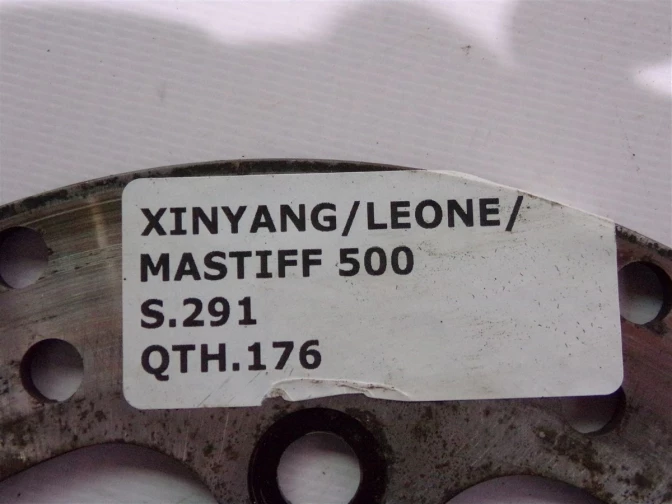 XINYANG/LEONE/
MASTIFF 500
S.291
QTH.176